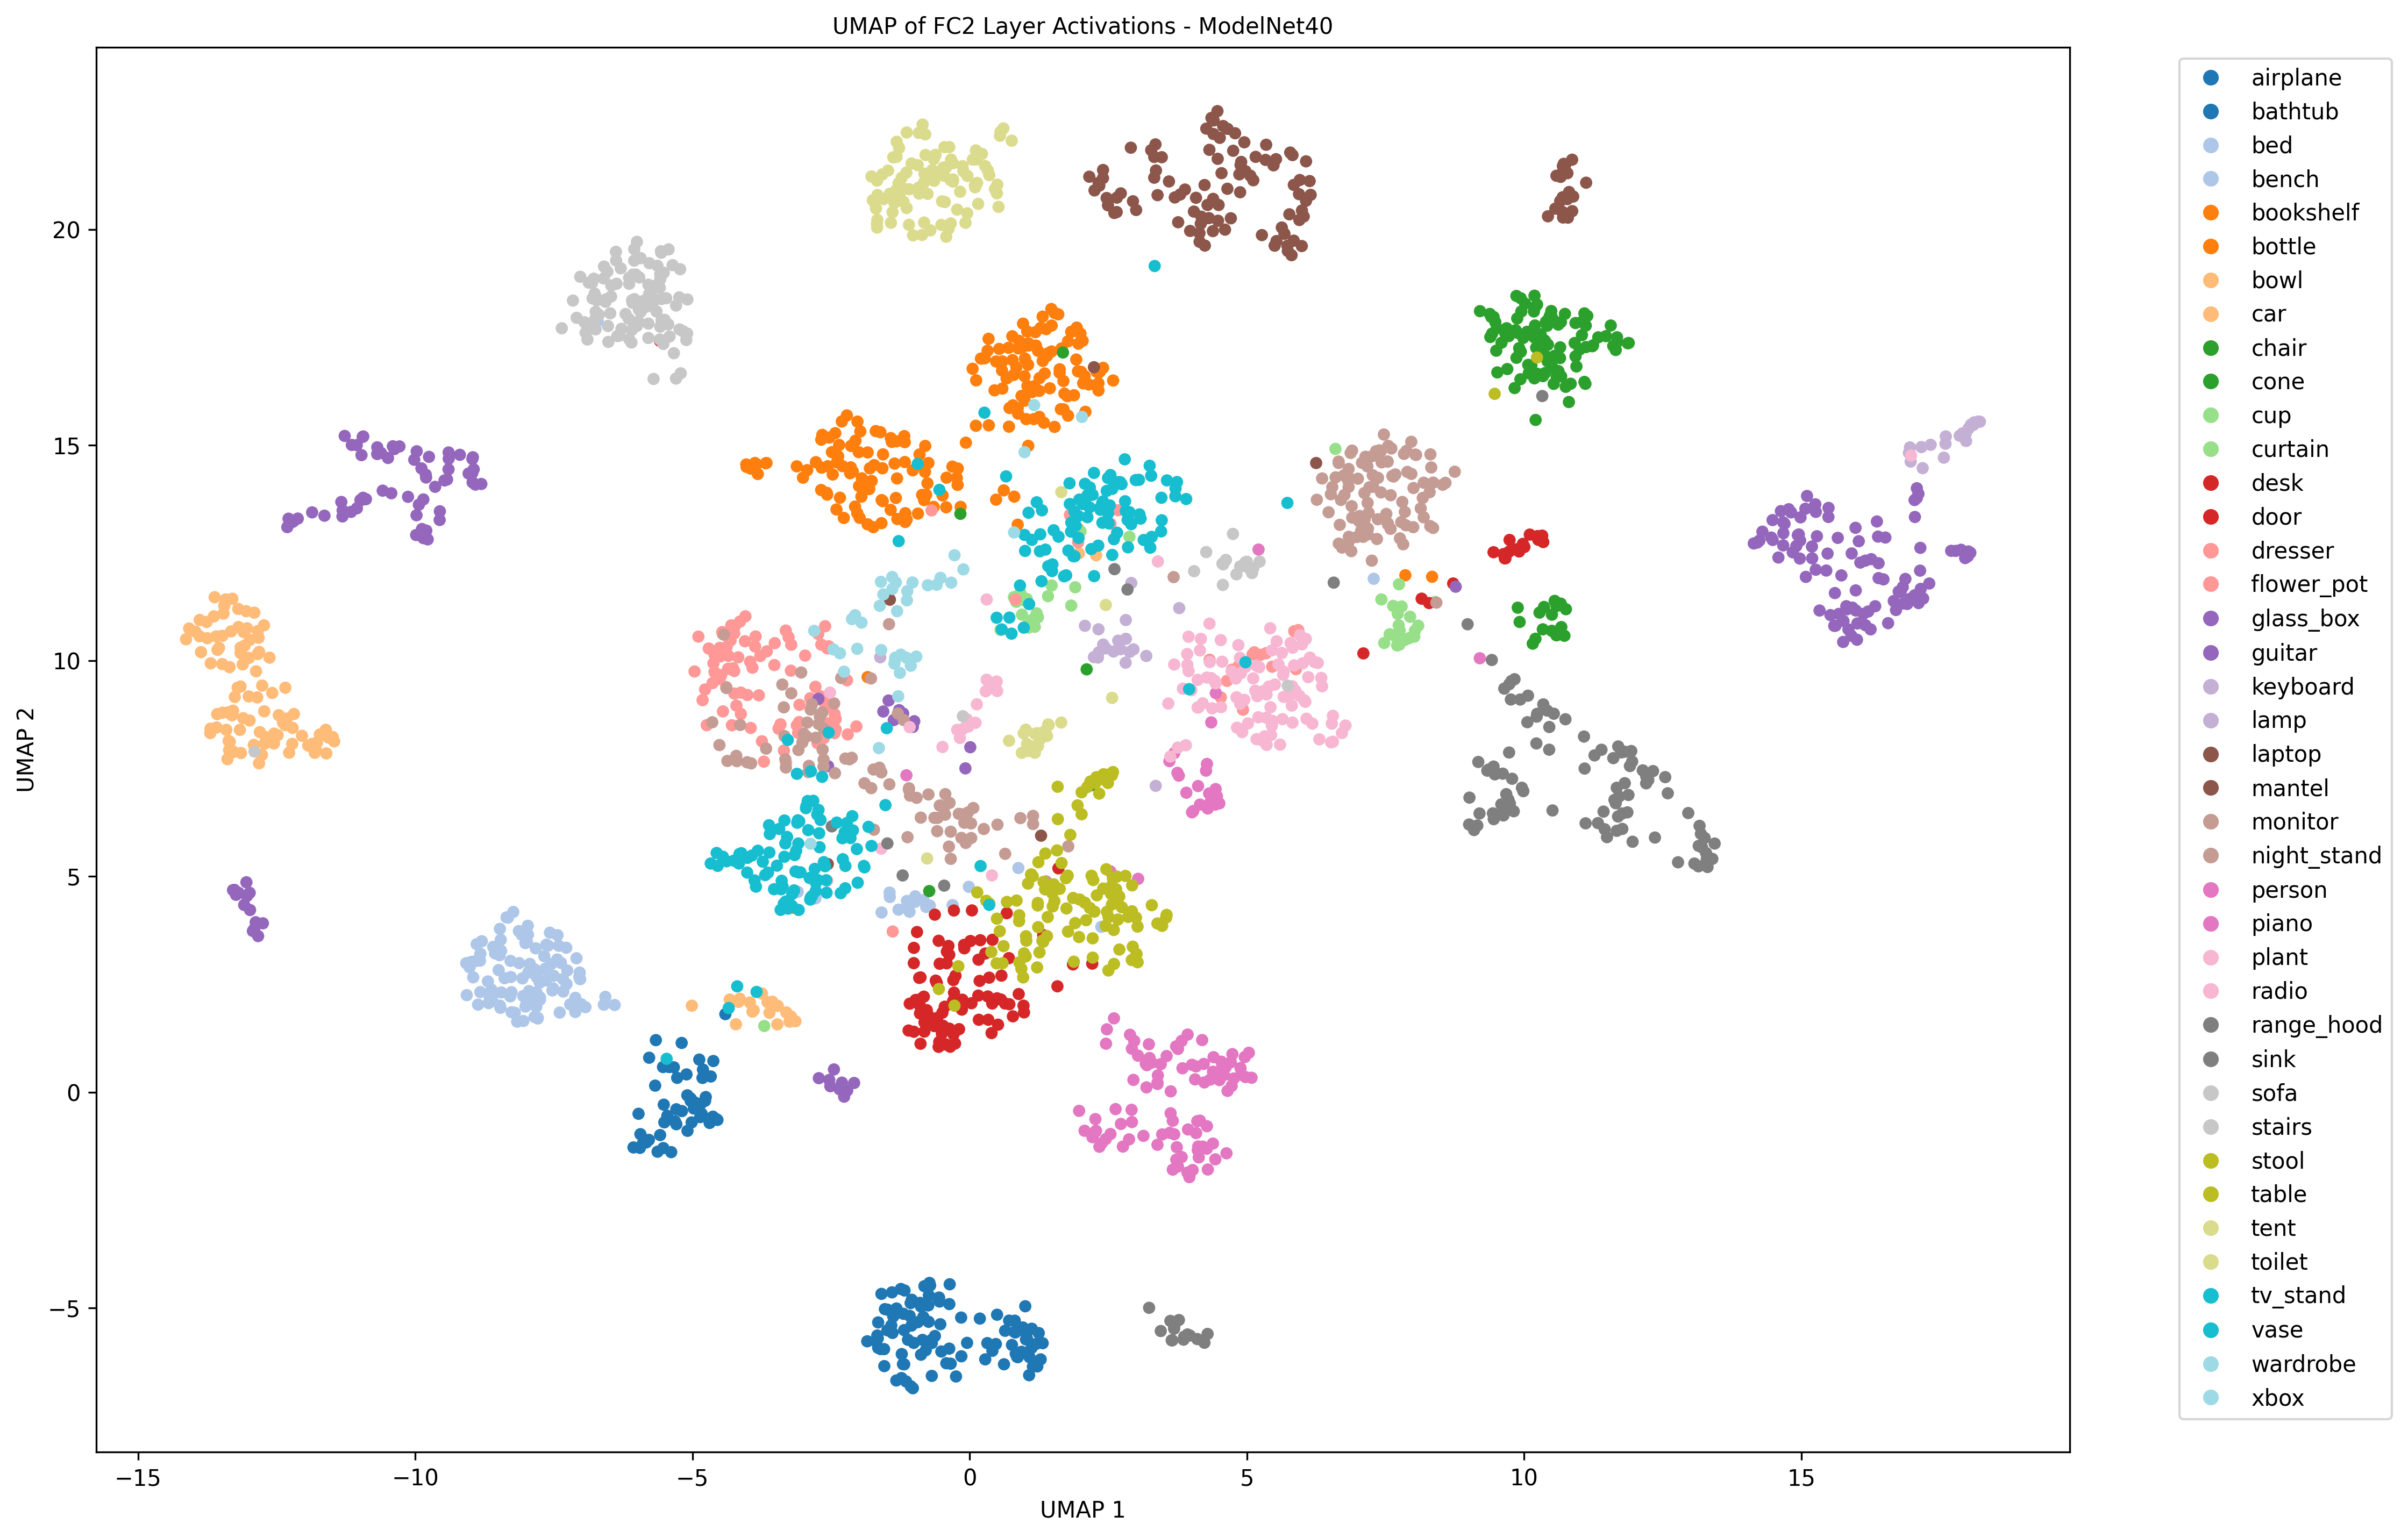 UMAP of FC2 Layer Activations - ModelNet40
UMAP 2
20
15
10
5
0
−5
−15
−10
−5
0
5
10
15
UMAP 1
airplane
bathtub
bed
bench
bookshelf
bottle
bowl
car
chair
cone
cup
curtain
desk
door
dresser
flower_pot
glass_box
guitar
keyboard
lamp
laptop
mantel
monitor
night_stand
person
piano
plant
radio
range_hood
sink
sofa
stairs
stool
table
tent
toilet
tv_stand
vase
wardrobe
xbox